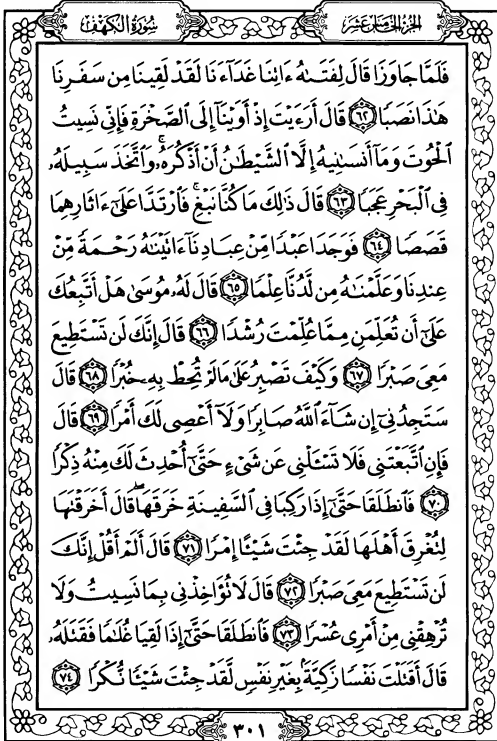 الجزء الخامس عشر
سورة الكهف
فَلَمَّا جَاوَزَا قَالَ لِفَتَىٰهُ ءَاتِنَا غَدَآءَنَا لَقَدْ لَقِينَا مِن سَفَرِنَا
هَٰذَا نَصَبًا ۝٦٢ قَالَ أَرَءَيْتَ إِذْ أَوَيْنَآ إِلَى ٱلصَّخْرَةِ فَإِنِّى نَسِيتُ
ٱلْحُوتَ وَمَآ أَنسَىٰنِيهُ إِلَّا ٱلشَّيْطَٰنُ أَنْ أَذْكُرَهُۥ ۚ وَٱتَّخَذَ سَبِيلَهُۥ
فِى ٱلْبَحْرِ عَجَبًا ۝٦٣ قَالَ ذَٰلِكَ مَا كُنَّا نَبْغِ ۚ فَٱرْتَدَّا عَلَىٰٓ ءَاثَارِهِمَا
قَصَصًا ۝٦٤ فَوَجَدَا عَبْدًا مِّنْ عِبَادِنَآ ءَاتَيْنَٰهُ رَحْمَةً مِّنْ
عِندِنَا وَعَلَّمْنَٰهُ مِن لَّدُنَّا عِلْمًا ۝٦٥ قَالَ لَهُۥ مُوسَىٰ هَلْ أَتَّبِعُكَ
عَلَىٰٓ أَن تُعَلِّمَنِ مِمَّا عُلِّمْتَ رُشْدًا ۝٦٦ قَالَ إِنَّكَ لَن تَسْتَطِيعَ
مَعِىَ صَبْرًا ۝٦٧ وَكَيْفَ تَصْبِرُ عَلَىٰ مَا لَمْ تُحِطْ بِهِۦ خُبْرًا ۝٦٨ قَالَ
سَتَجِدُنِىٓ إِن شَآءَ ٱللَّهُ صَابِرًا وَلَآ أَعْصِى لَكَ أَمْرًا ۝٦٩ قَالَ
فَإِنِ ٱتَّبَعْتَنِى فَلَا تَسْـَٔلْنِى عَن شَىْءٍ حَتَّىٰٓ أُحْدِثَ لَكَ مِنْهُ ذِكْرًا
۝٧٠ فَٱنطَلَقَا حَتَّىٰٓ إِذَا رَكِبَا فِى ٱلسَّفِينَةِ خَرَقَهَا ۖ قَالَ أَخَرَقْتَهَا
لِتُغْرِقَ أَهْلَهَا لَقَدْ جِئْتَ شَيْـًٔا إِمْرًا ۝٧١ قَالَ أَلَمْ أَقُلْ إِنَّكَ
لَن تَسْتَطِيعَ مَعِىَ صَبْرًا ۝٧٢ قَالَ لَا تُؤَاخِذْنِى بِمَا نَسِيتُ وَلَا
تُرْهِقْنِى مِنْ أَمْرِى عُسْرًا ۝٧٣ فَٱنطَلَقَا حَتَّىٰٓ إِذَا لَقِيَا غُلَٰمًا فَقَتَلَهُۥ
قَالَ أَقَتَلْتَ نَفْسًا زَكِيَّةًۢ بِغَيْرِ نَفْسٍ لَّقَدْ جِئْتَ شَيْـًٔا نُّكْرًا ۝٧٤
٣٠١